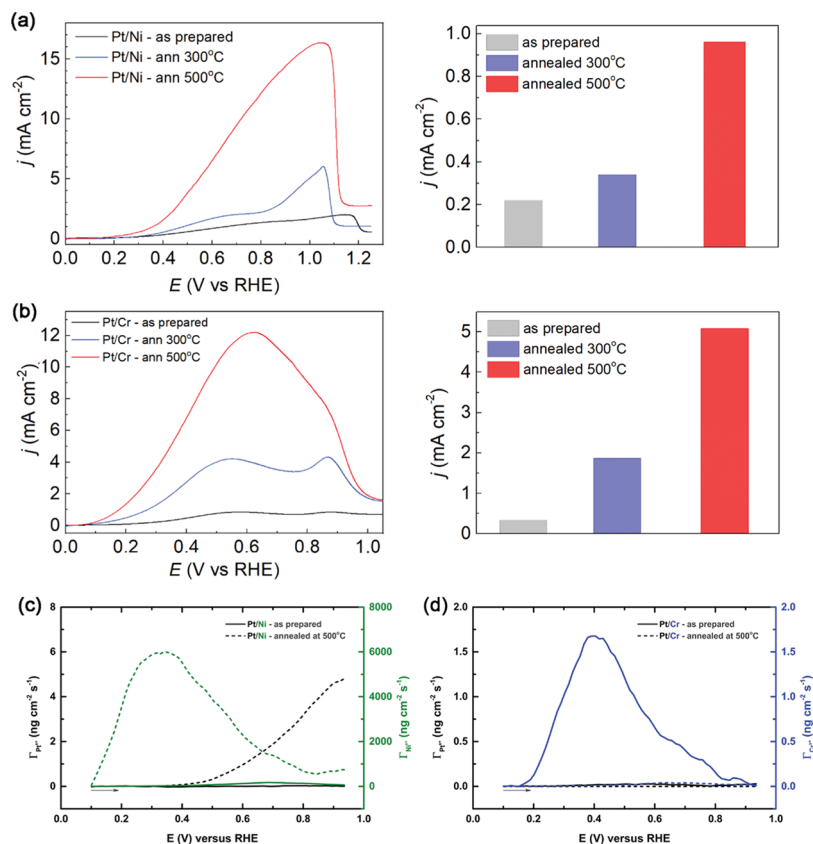 (a)
Pt/Ni - as prepared
Pt/Ni - ann 300°C
Pt/Ni - ann 500°C
j (mA cm⁻²)
15
10
5
0
0.0 0.2 0.4 0.6 0.8 1.0 1.2
E (V vs RHE)
as prepared
annealed 300°C
annealed 500°C
j (mA cm⁻²)
1.0
0.8
0.6
0.4
0.2
0.0
(b)
Pt/Cr - as prepared
Pt/Cr - ann 300°C
Pt/Cr - ann 500°C
j (mA cm⁻²)
12
10
8
6
4
2
0
0.0 0.2 0.4 0.6 0.8 1.0
E (V vs RHE)
as prepared
annealed 300°C
annealed 500°C
j (mA cm⁻²)
5
4
3
2
1
0
(c)
Pt/Ni - as prepared
Pt/Ni - annealed at 500°C
8
6
4
2
0
8000
6000
4000
2000
0
0.0 0.2 0.4 0.6 0.8 1.0
E (V) versus RHE
(d)
Pt/Cr - as prepared
Pt/Cr - annealed at 500°C
2.0
1.5
1.0
0.5
0.0
2.0
1.5
1.0
0.5
0.0
0.0 0.2 0.4 0.6 0.8 1.0
E (V) versus RHE